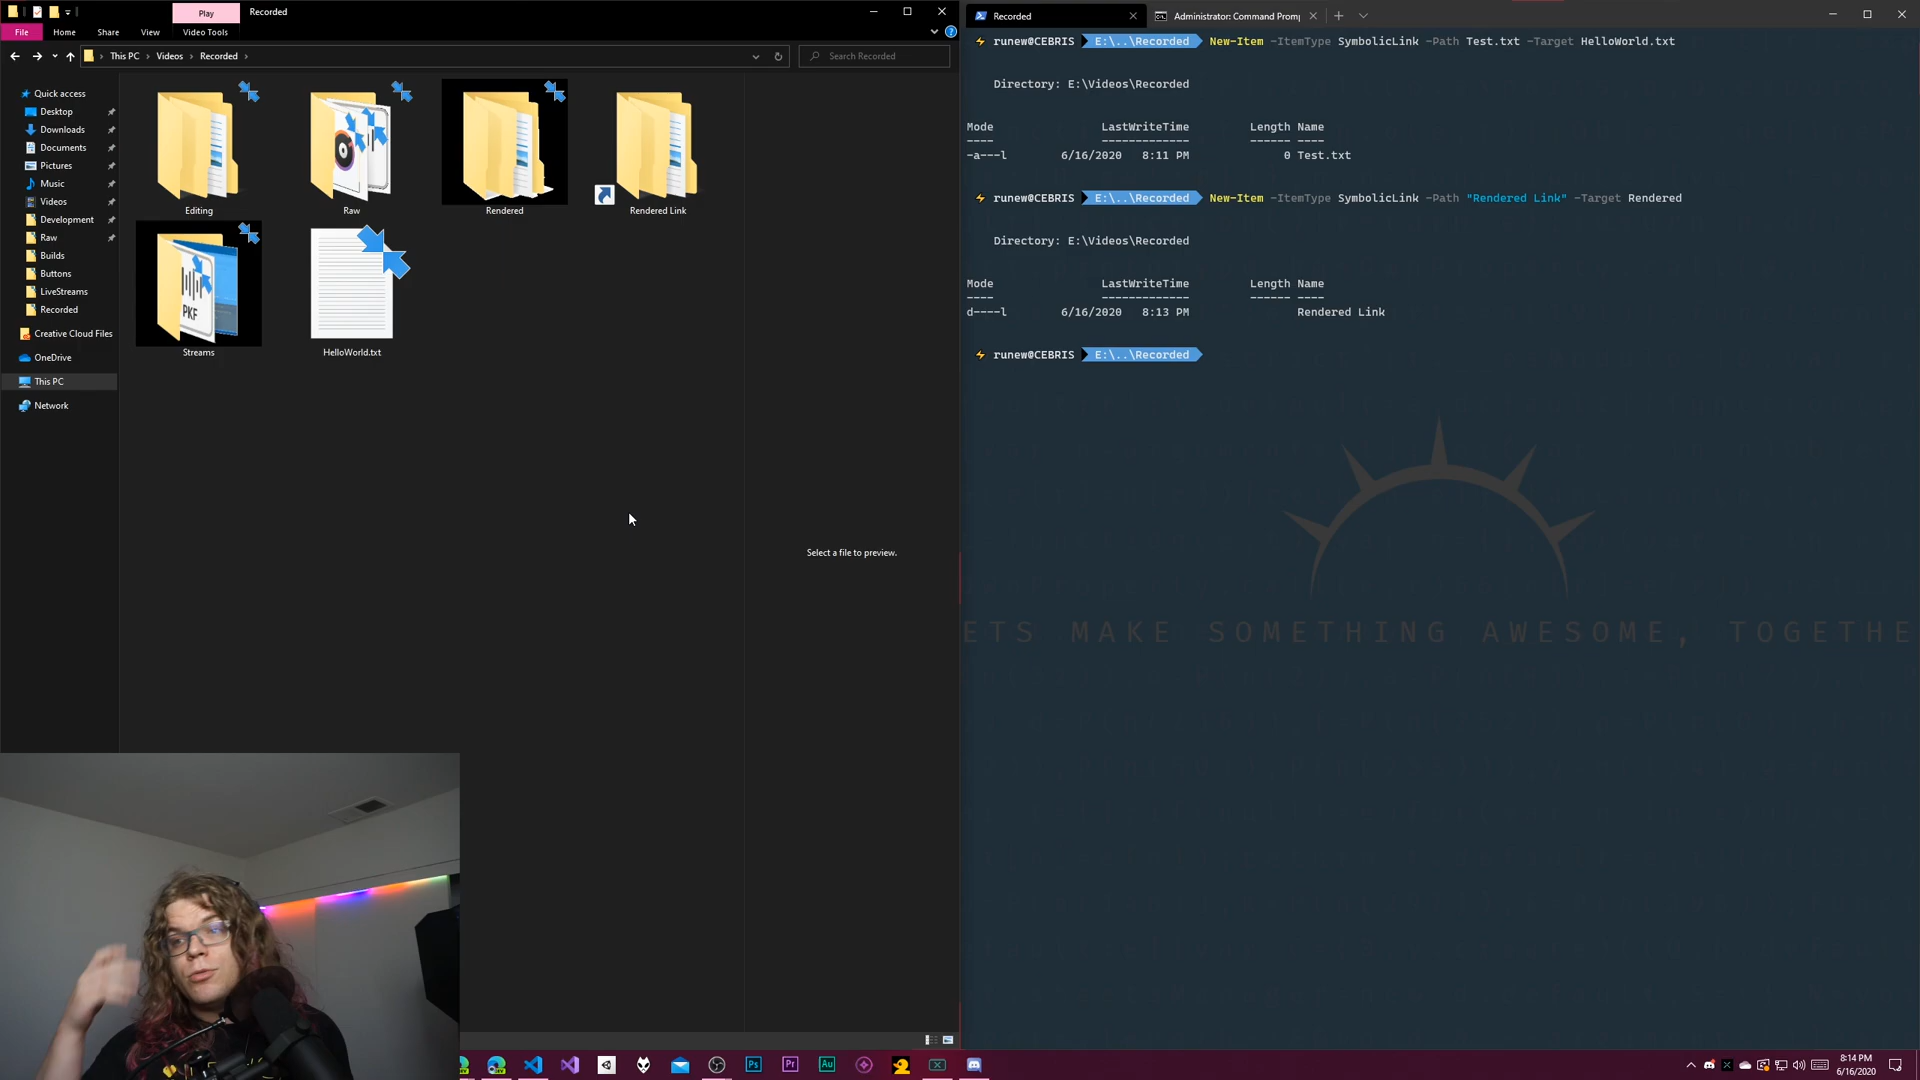 Play
Recorded
File
Home
Share
View
Video Tools
This PC
Videos
Recorded
Search Recorded
Quick access
Desktop
Downloads
Documents
Pictures
Music
Videos
Development
Raw
Builds
Buttons
LiveStreams
Recorded
Creative Cloud Files
OneDrive
This PC
Network
Editing
Raw
Rendered
Rendered Link
PKF
Streams
HelloWorld.txt
Select a file to preview.
Recorded
Administrator: Command Promp
runew@CEBRIS E:\..\Recorded New-Item -ItemType SymbolicLink -Path Test.txt -Target HelloWorld.txt
Directory: E:\Videos\Recorded
Mode LastWriteTime Length Name
---- ------------- ------ ----
-a---l 6/16/2020 8:11 PM 0 Test.txt
runew@CEBRIS E:\..\Recorded New-Item -ItemType SymbolicLink -Path "Rendered Link" -Target Rendered
Directory: E:\Videos\Recorded
Mode LastWriteTime Length Name
---- ------------- ------ ----
d----l 6/16/2020 8:13 PM Rendered Link
runew@CEBRIS E:\..\Recorded
ETS MAKE SOMETHING AWESOME, TOGETHE
Ps
Pr
Au
8:14 PM
6/16/2020